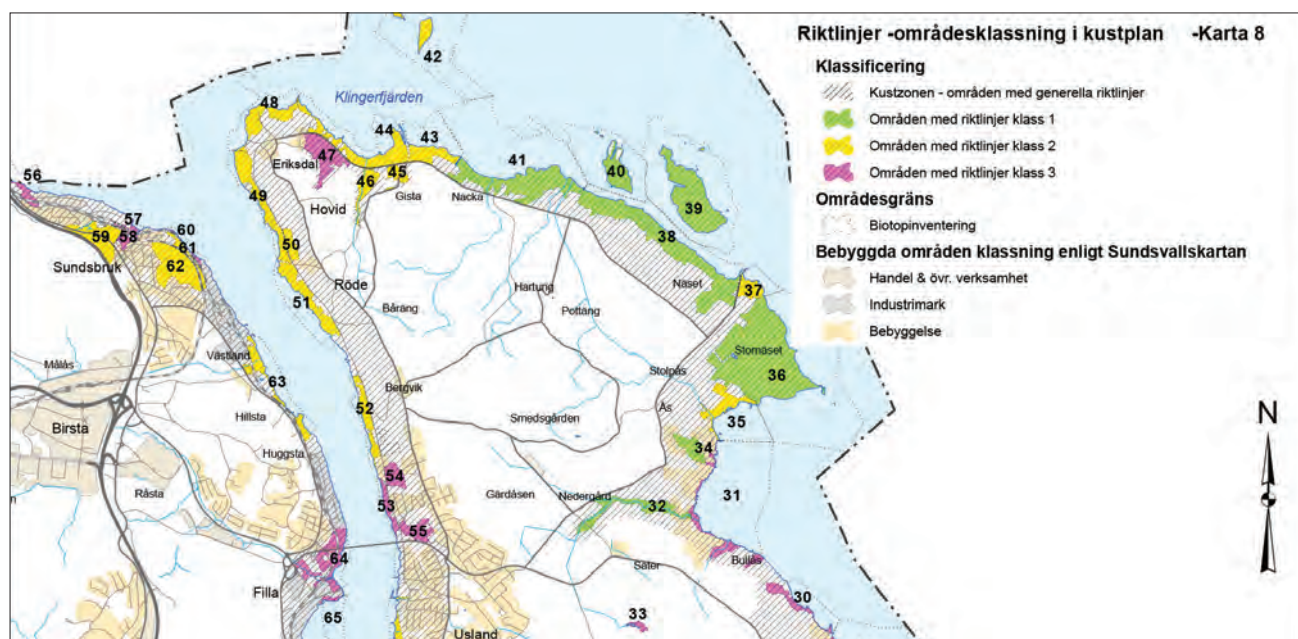 Riktlinjer -områdesklassning i kustplan -Karta 8
Klassificering
Kustzonen - områden med generella riktlinjer
Områden med riktlinjer klass 1
Områden med riktlinjer klass 2
Områden med riktlinjer klass 3
Områdesgräns
Biotopinventering
Bebyggda områden klassning enligt Sundsvallskartan
Handel & övr. verksamhet
Industrimark
Bebyggelse
N
42
Klingerfjärden
48
44
43
47
Eriksdal
45
46
Gista
Nacka
41
40
39
56
49
Hovid
57
60
59
58
61
62
Sundsbruk
50
38
Röde
51
Båräng
Hartung
Pottäng
Näset
37
Västland
63
Målås
Hillsta
Birsta
Huggsta
Bergvik
52
Stolpås
Stornäset
36
Smedsgården
Ås
35
34
54
53
55
Råsta
Gärdåsen
Nedergård
32
31
64
Filla
65
Säter
Bullås
30
33
Usland
n